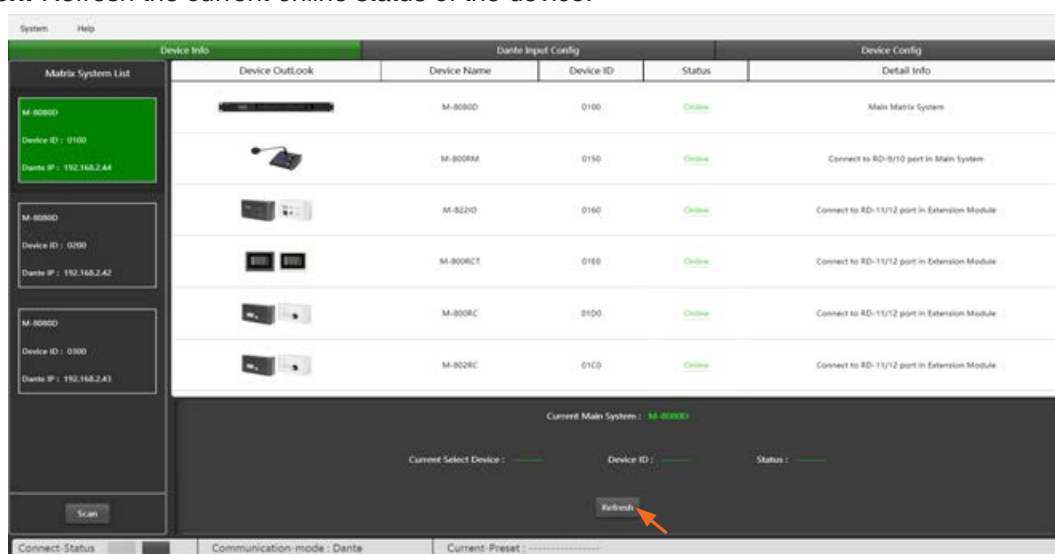 Refresh the current online status of the device.
System Help
Device Info Dante Input Config Device Config
Matrix System List Device OutLook Device Name Device ID Status Detail Info
M-8080D
Device ID : 0100
Dante IP : 192.168.2.44
M-8080D
Device ID : 0200
Dante IP : 192.168.2.42
M-8080D
Device ID : 0300
Dante IP : 192.168.2.43
M-8080D 0100 Online Main Matrix System
M-800RM 0150 Online Connect to RD-9/10 port in Main System
M-822IO 0160 Online Connect to RD-11/12 port in Extension Module
M-800RCT 01E0 Online Connect to RD-11/12 port in Extension Module
M-800RC 01D0 Online Connect to RD-11/12 port in Extension Module
M-802RC 01C0 Online Connect to RD-11/12 port in Extension Module
Current Main System : M-8080D
Current Select Device : -------- Device ID : -------- Status : --------
Scan Refresh
Connect-Status Communication-mode : Dante Current-Preset : ----------------